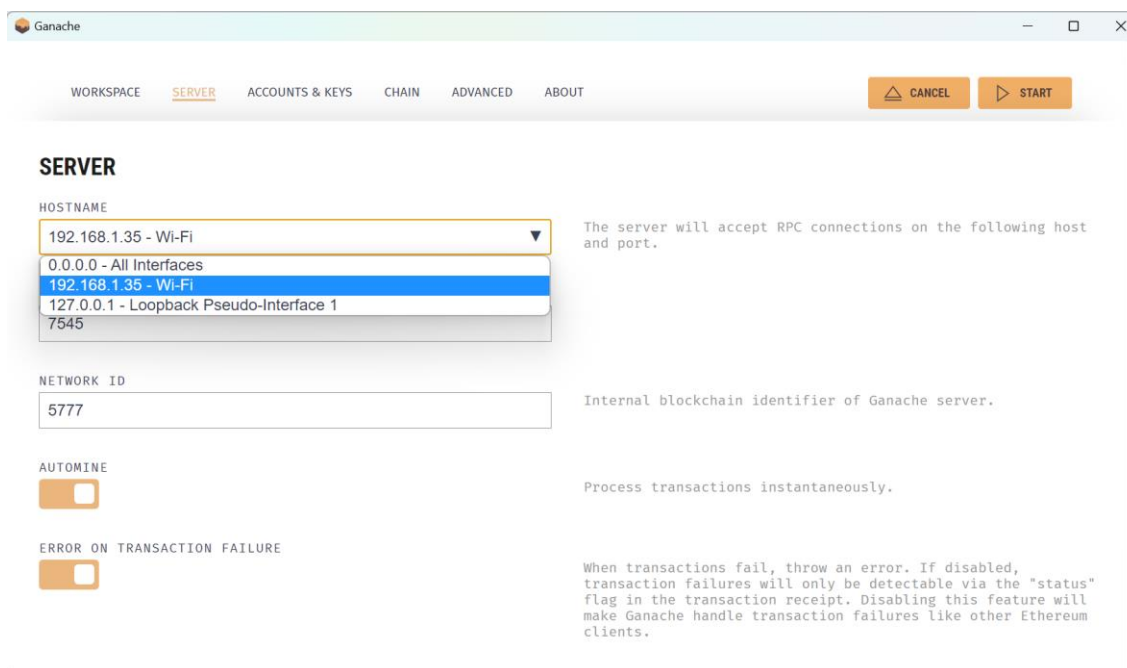 Ganache
WORKSPACE SERVER ACCOUNTS & KEYS CHAIN ADVANCED ABOUT CANCEL START
SERVER
HOSTNAME
192.168.1.35 - Wi-Fi
The server will accept RPC connections on the following host
and port.
0.0.0.0 - All Interfaces
192.168.1.35 - Wi-Fi
127.0.0.1 - Loopback Pseudo-Interface 1
7545
NETWORK ID
5777
Internal blockchain identifier of Ganache server.
AUTOMINE
Process transactions instantaneously.
ERROR ON TRANSACTION FAILURE
When transactions fail, throw an error. If disabled,
transaction failures will only be detectable via the "status"
flag in the transaction receipt. Disabling this feature will
make Ganache handle transaction failures like other Ethereum
clients.